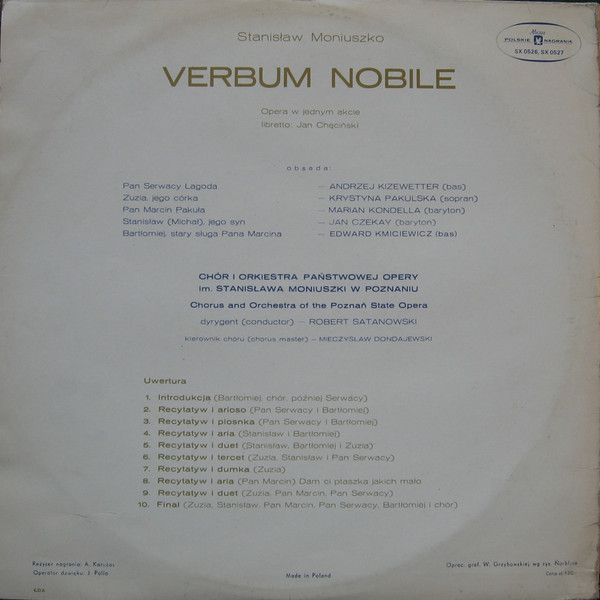 Stanisław Moniuszko
Muza
POLSKIE NAGRANIA
SX 0526, SX 0527
VERBUM NOBILE
Opera w jednym akcie
libretto: Jan Chęciński
obsada:
Pan Serwacy Łagoda — ANDRZEJ KIZEWETTER (bas)
Zuzia, jego córka — KRYSTYNA PAKULSKA (sopran)
Pan Marcin Pakuła — MARIAN KONDELLA (baryton)
Stanisław (Michał), jego syn — JAN CZEKAY (baryton)
Bartłomiej, stary sługa Pana Marcina — EDWARD KMICIEWICZ (bas)
CHÓR I ORKIESTRA PAŃSTWOWEJ OPERY
im. STANISŁAWA MONIUSZKI W POZNANIU
Chorus and Orchestra of the Poznań State Opera
dyrygent (conductor) — ROBERT SATANOWSKI
kierownik chóru (chorus master) — MIECZYSŁAW DONDAJEWSKI
Uwertura
1. Introdukcja (Bartłomiej, chór, później Serwacy)
2. Recytatyw i arioso (Pan Serwacy i Bartłomiej)
3. Recytatyw i piosnka (Pan Serwacy i Bartłomiej)
4. Recytatyw i aria (Stanisław i Bartłomiej)
5. Recytatyw i duet (Stanisław, Bartłomiej i Zuzia)
6. Recytatyw i tercet (Zuzia, Stanisław i Pan Serwacy)
7. Recytatyw i dumka (Zuzia)
8. Recytatyw i aria (Pan Marcin) Dam ci ptaszka jakich mało
9. Recytatyw i duet (Zuzia, Pan Marcin, Pan Serwacy)
10. Finał (Zuzia, Stanisław, Pan Marcin, Pan Serwacy, Bartłomiej i chór)
Reżyser nagrania: A. Karużas
Operator dźwięku: J. Pollo
Made in Poland
Oprac. graf. W. Grzybowskiej wg rys.
Cena zł